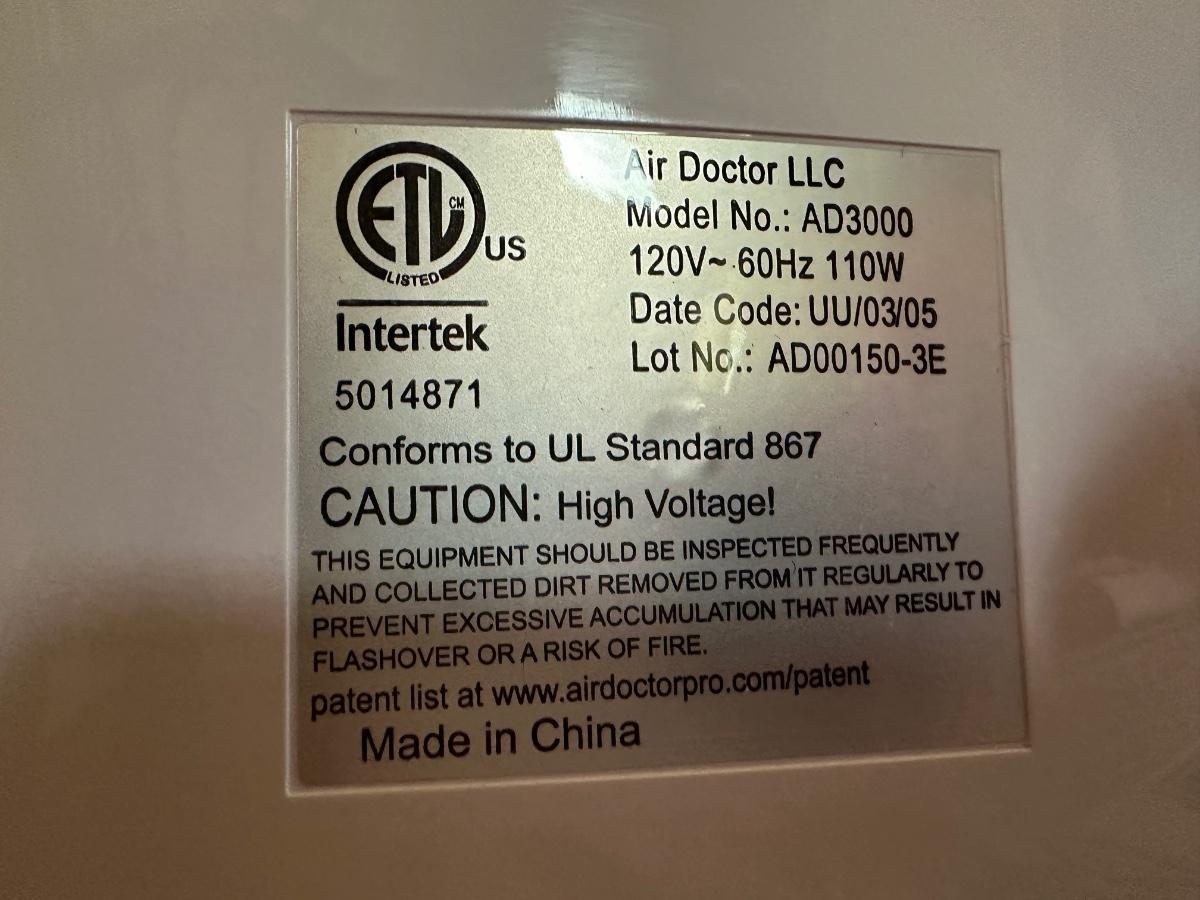 ETL CM
LISTED
US
Intertek
5014871
Air Doctor LLC
Model No.: AD3000
120V~ 60Hz 110W
Date Code: UU/03/05
Lot No.: AD00150-3E
Conforms to UL Standard 867
CAUTION: High Voltage!
THIS EQUIPMENT SHOULD BE INSPECTED FREQUENTLY
AND COLLECTED DIRT REMOVED FROM IT REGULARLY TO
PREVENT EXCESSIVE ACCUMULATION THAT MAY RESULT IN
FLASHOVER OR A RISK OF FIRE.
patent list at www.airdoctorpro.com/patent
Made in China